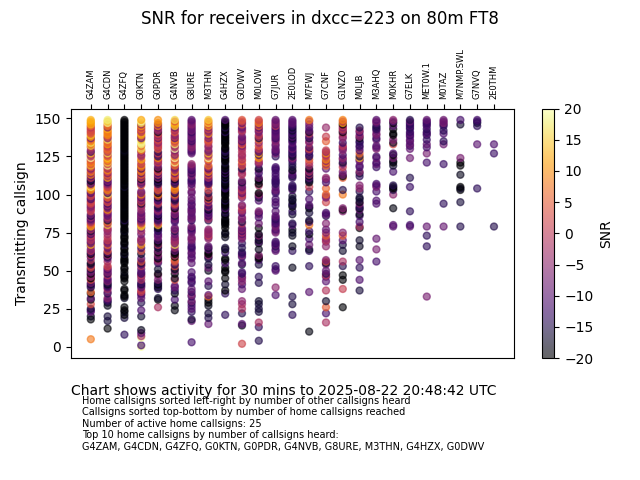 SNR for receivers in dxcc=223 on 80m FT8
G4ZAM G4CDN G4ZFQ G0KTN G0PDR G4NVB G8URE M3THN G4HZX G0DWV M0LOW G7JUR 2E0LOD M7FWJ G7CNF G1NZO M0LJB M3AHQ M0KHR G7ELK MET0W.1 M0TAZ M7NMP.SWL G7NVQ 2E0THM
150
125
100
75
50
25
0
Transmitting callsign
20
15
10
5
0
−5
−10
−15
−20
SNR
Chart shows activity for 30 mins to 2025-08-22 20:48:42 UTC
Home callsigns sorted left-right by number of other callsigns heard
Callsigns sorted top-bottom by number of home callsigns reached
Number of active home callsigns: 25
Top 10 home callsigns by number of callsigns heard:
G4ZAM, G4CDN, G4ZFQ, G0KTN, G0PDR, G4NVB, G8URE, M3THN, G4HZX, G0DWV